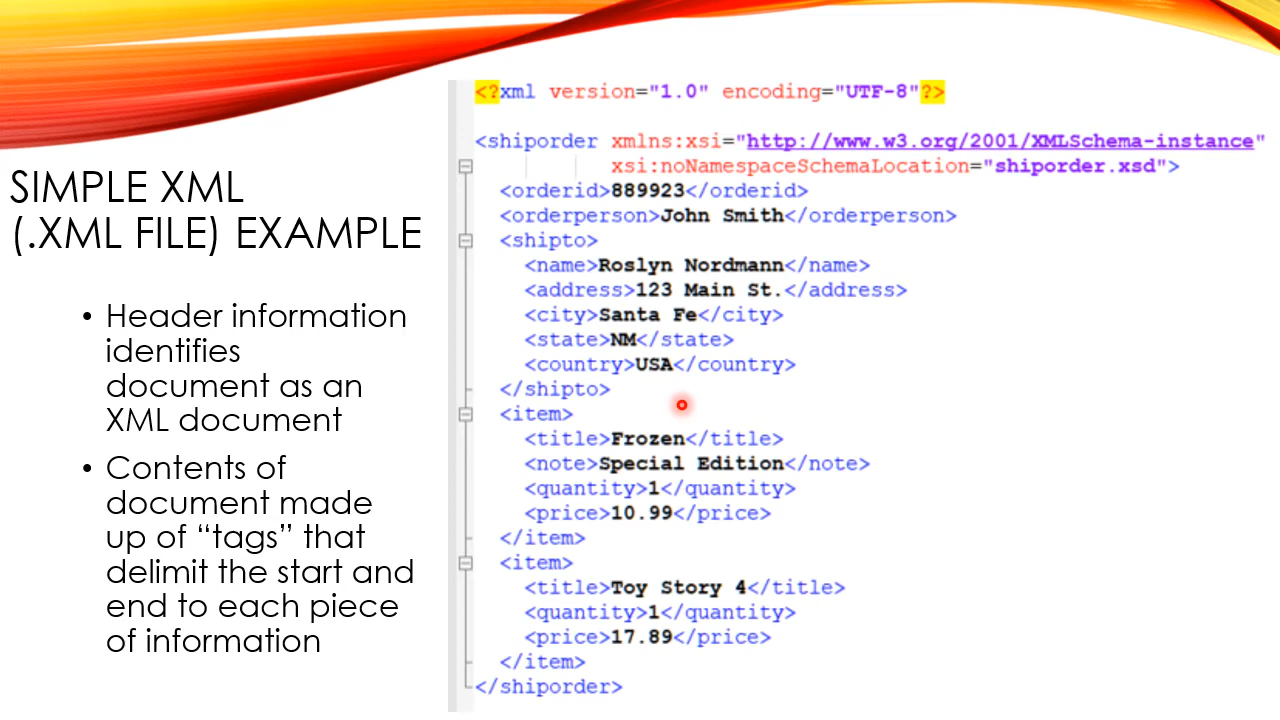 SIMPLE XML
(.XML FILE) EXAMPLE
• Header information
identifies
document as an
XML document
• Contents of
document made
up of “tags” that
delimit the start and
end to each piece
of information
<?xml version="1.0" encoding="UTF-8"?>
<shiporder xmlns:xsi="http://www.w3.org/2001/XMLSchema-instance"
xsi:noNamespaceSchemaLocation="shiporder.xsd">
<orderid>889923</orderid>
<orderperson>John Smith</orderperson>
<shipto>
<name>Roslyn Nordmann</name>
<address>123 Main St.</address>
<city>Santa Fe</city>
<state>NM</state>
<country>USA</country>
</shipto>
<item>
<title>Frozen</title>
<note>Special Edition</note>
<quantity>1</quantity>
<price>10.99</price>
</item>
<item>
<title>Toy Story 4</title>
<quantity>1</quantity>
<price>17.89</price>
</item>
</shiporder>